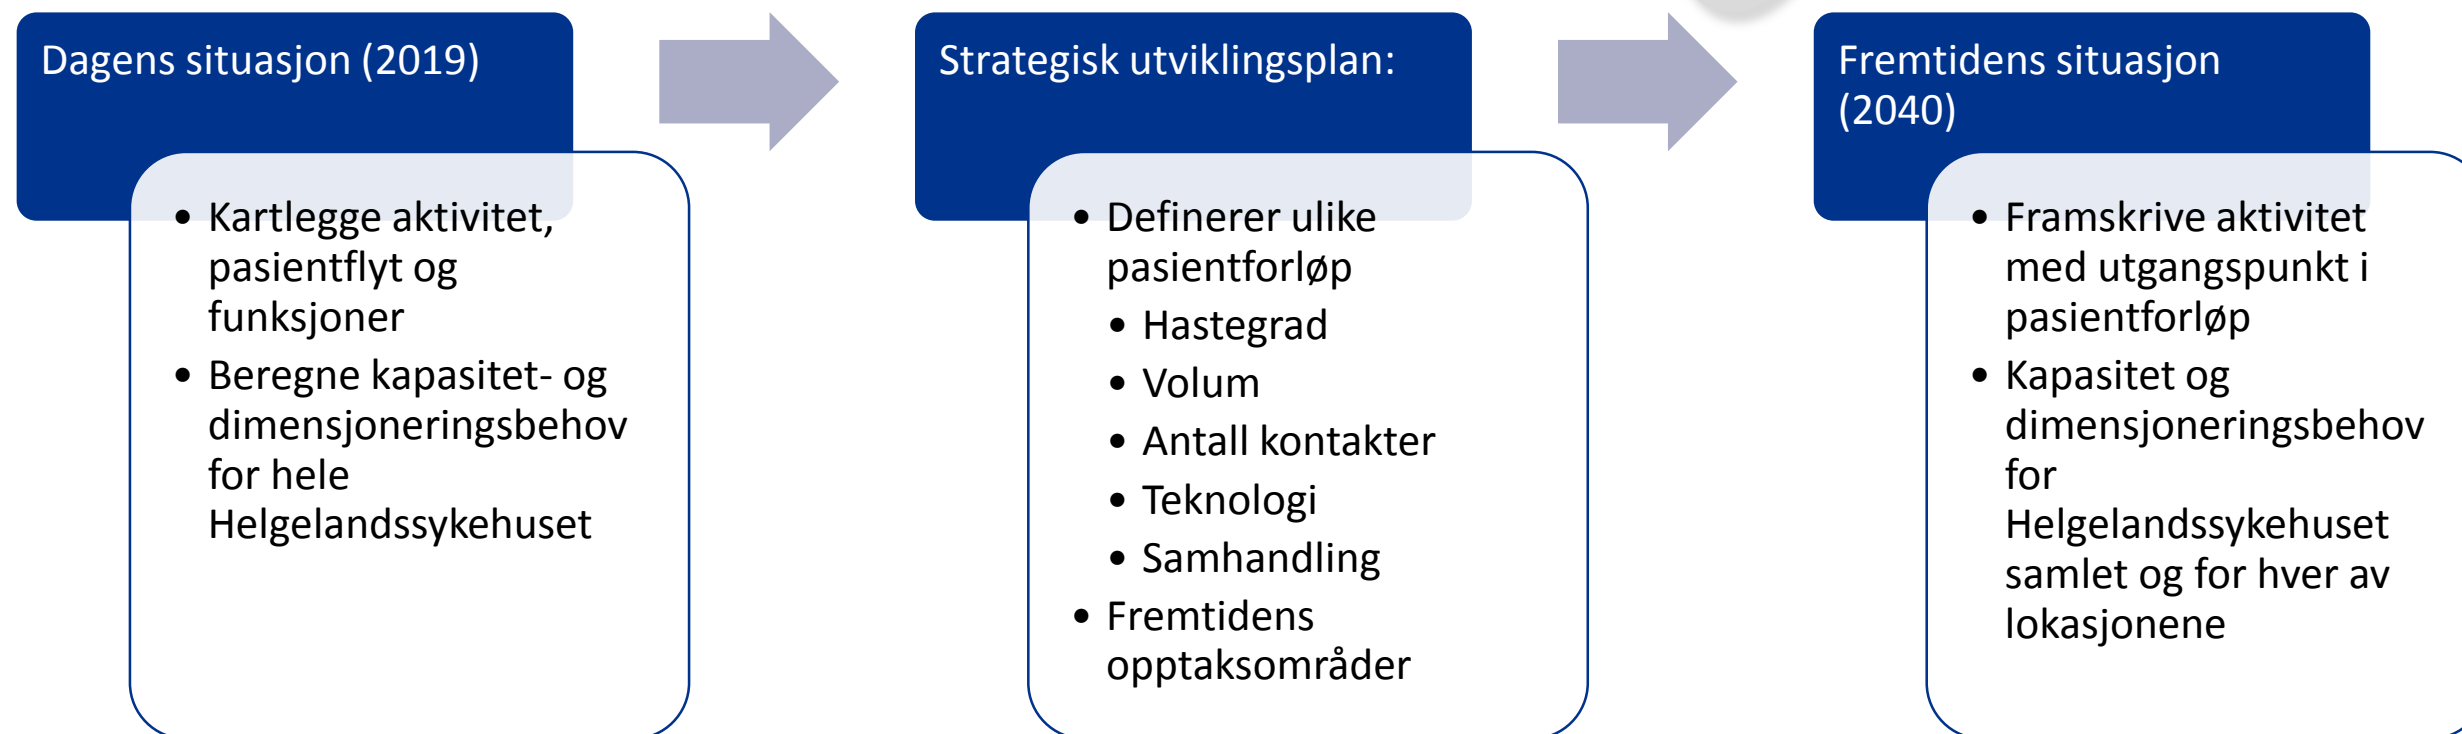 Dagens situasjon (2019)
• Kartlegge aktivitet,
pasientflyt og
funksjoner
• Beregne kapasitet- og
dimensjoneringsbehov
for hele
Helgelandssykehuset
Strategisk utviklingsplan:
• Definerer ulike
pasientforløp
• Hastegrad
• Volum
• Antall kontakter
• Teknologi
• Samhandling
• Fremtidens
opptaksområder
Fremtidens situasjon
(2040)
• Framskrive aktivitet
med utgangspunkt i
pasientforløp
• Kapasitet og
dimensjoneringsbehov
for
Helgelandssykehuset
samlet og for hver av
lokasjonene